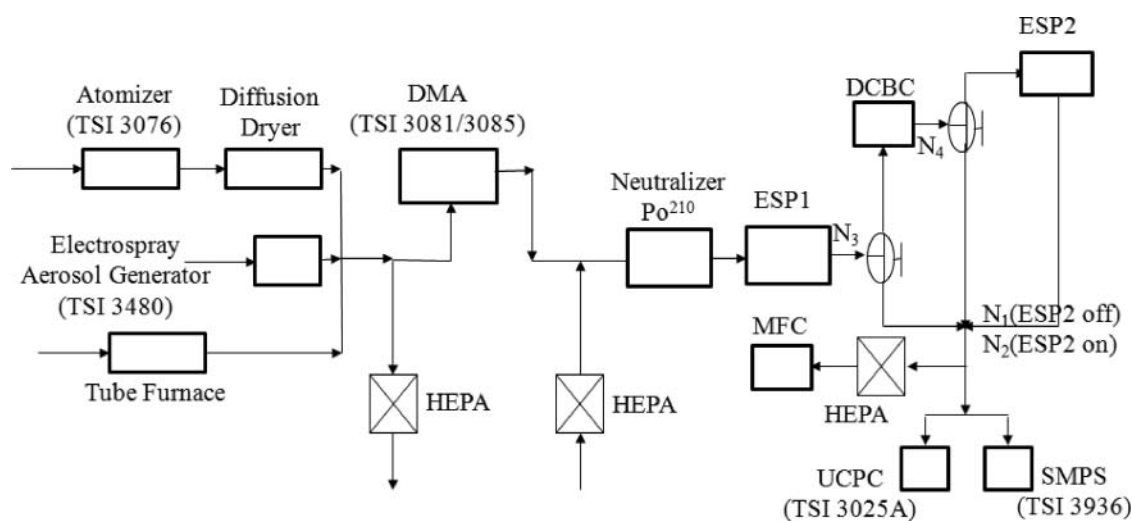 ESP2
Atomizer
(TSI 3076)
Diffusion
Dryer
DMA
(TSI 3081/3085)
DCBC
N4
Neutralizer
Po²¹⁰
ESP1
N3
Electrospray
Aerosol Generator
(TSI 3480)
N1(ESP2 off)
N2(ESP2 on)
MFC
Tube Furnace
HEPA
HEPA
HEPA
UCPC
(TSI 3025A)
SMPS
(TSI 3936)